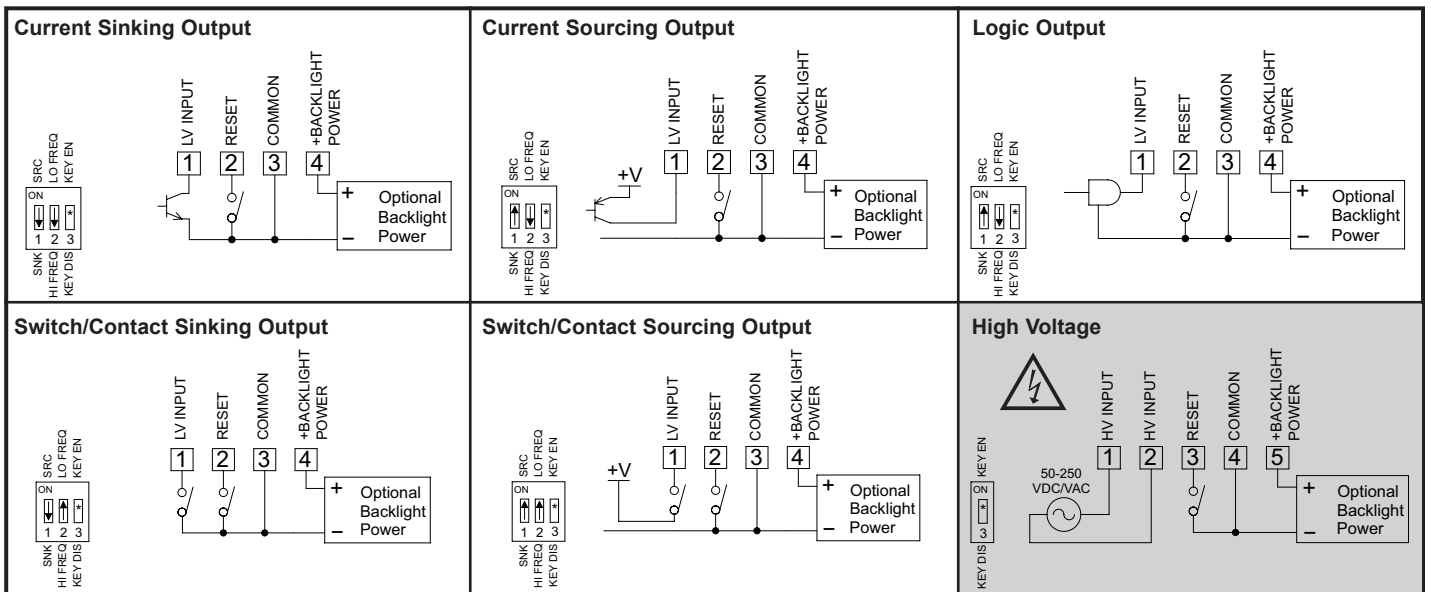 Current Sinking Output
SRC
LO FREQ
KEY EN
ON
1 2 3
*
SNK
HI FREQ
KEY DIS
LV INPUT
RESET
COMMON
+BACKLIGHT
POWER
1 2 3 4
+
Optional
Backlight
Power
–
Current Sourcing Output
SRC
LO FREQ
KEY EN
ON
*
1 2 3
SNK
HI FREQ
KEY DIS
+V
LV INPUT
RESET
COMMON
+BACKLIGHT
POWER
1 2 3 4
+
Optional
Backlight
Power
–
Logic Output
SRC
LO FREQ
KEY EN
ON
*
1 2 3
SNK
HI FREQ
KEY DIS
LV INPUT
RESET
COMMON
+BACKLIGHT
POWER
1 2 3 4
+
Optional
Backlight
Power
–
Switch/Contact Sinking Output
SRC
LO FREQ
KEY EN
ON
*
1 2 3
SNK
HI FREQ
KEY DIS
LV INPUT
RESET
COMMON
+BACKLIGHT
POWER
1 2 3 4
+
Optional
Backlight
Power
–
Switch/Contact Sourcing Output
SRC
LO FREQ
KEY EN
ON
*
1 2 3
SNK
HI FREQ
KEY DIS
+V
LV INPUT
RESET
COMMON
+BACKLIGHT
POWER
1 2 3 4
+
Optional
Backlight
Power
–
High Voltage
KEY EN
ON
*
3
KEY DIS
50-250
VDC/VAC
HV INPUT
HV INPUT
RESET
COMMON
+BACKLIGHT
POWER
1 2 3 4 5
+
Optional
Backlight
Power
–